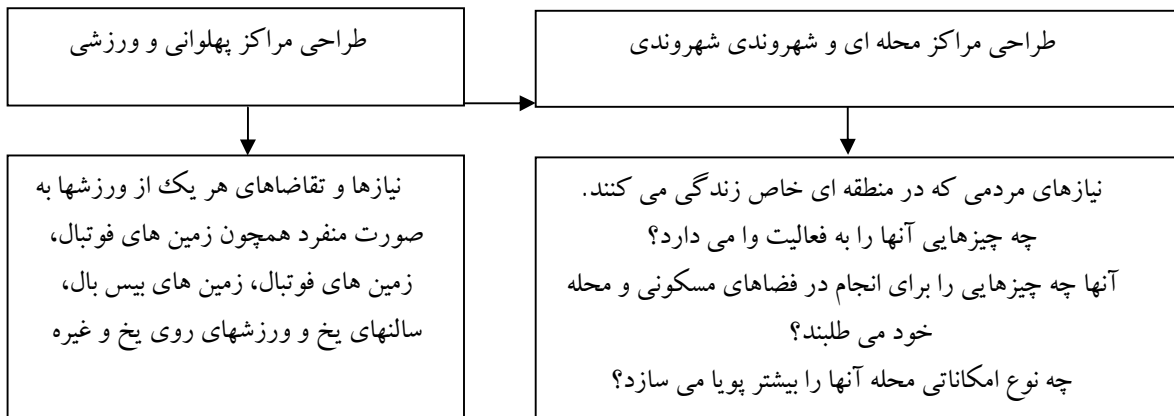 طراحی مراکز محله ای و شهروندی شهروندی
طراحی مراکز پهلوانی و ورزشی
نیازهای مردمی که در منطقه ای خاص زندگی می کنند.
چه چیزهایی آنها را به فعالیت وا می دارد؟
آنها چه چیزهایی را برای انجام در فضاهای مسکونی و محله
خود می طلبند؟
چه نوع امکاناتی محله آنها را بیشتر پویا می سازد؟
نیازها و تقاضاهای هر یک از ورزشها به
صورت منفرد همچون زمین های فوتبال،
زمین های فوتبال، زمین های بیس بال،
سالنهای یخ و ورزشهای روی یخ و غیره